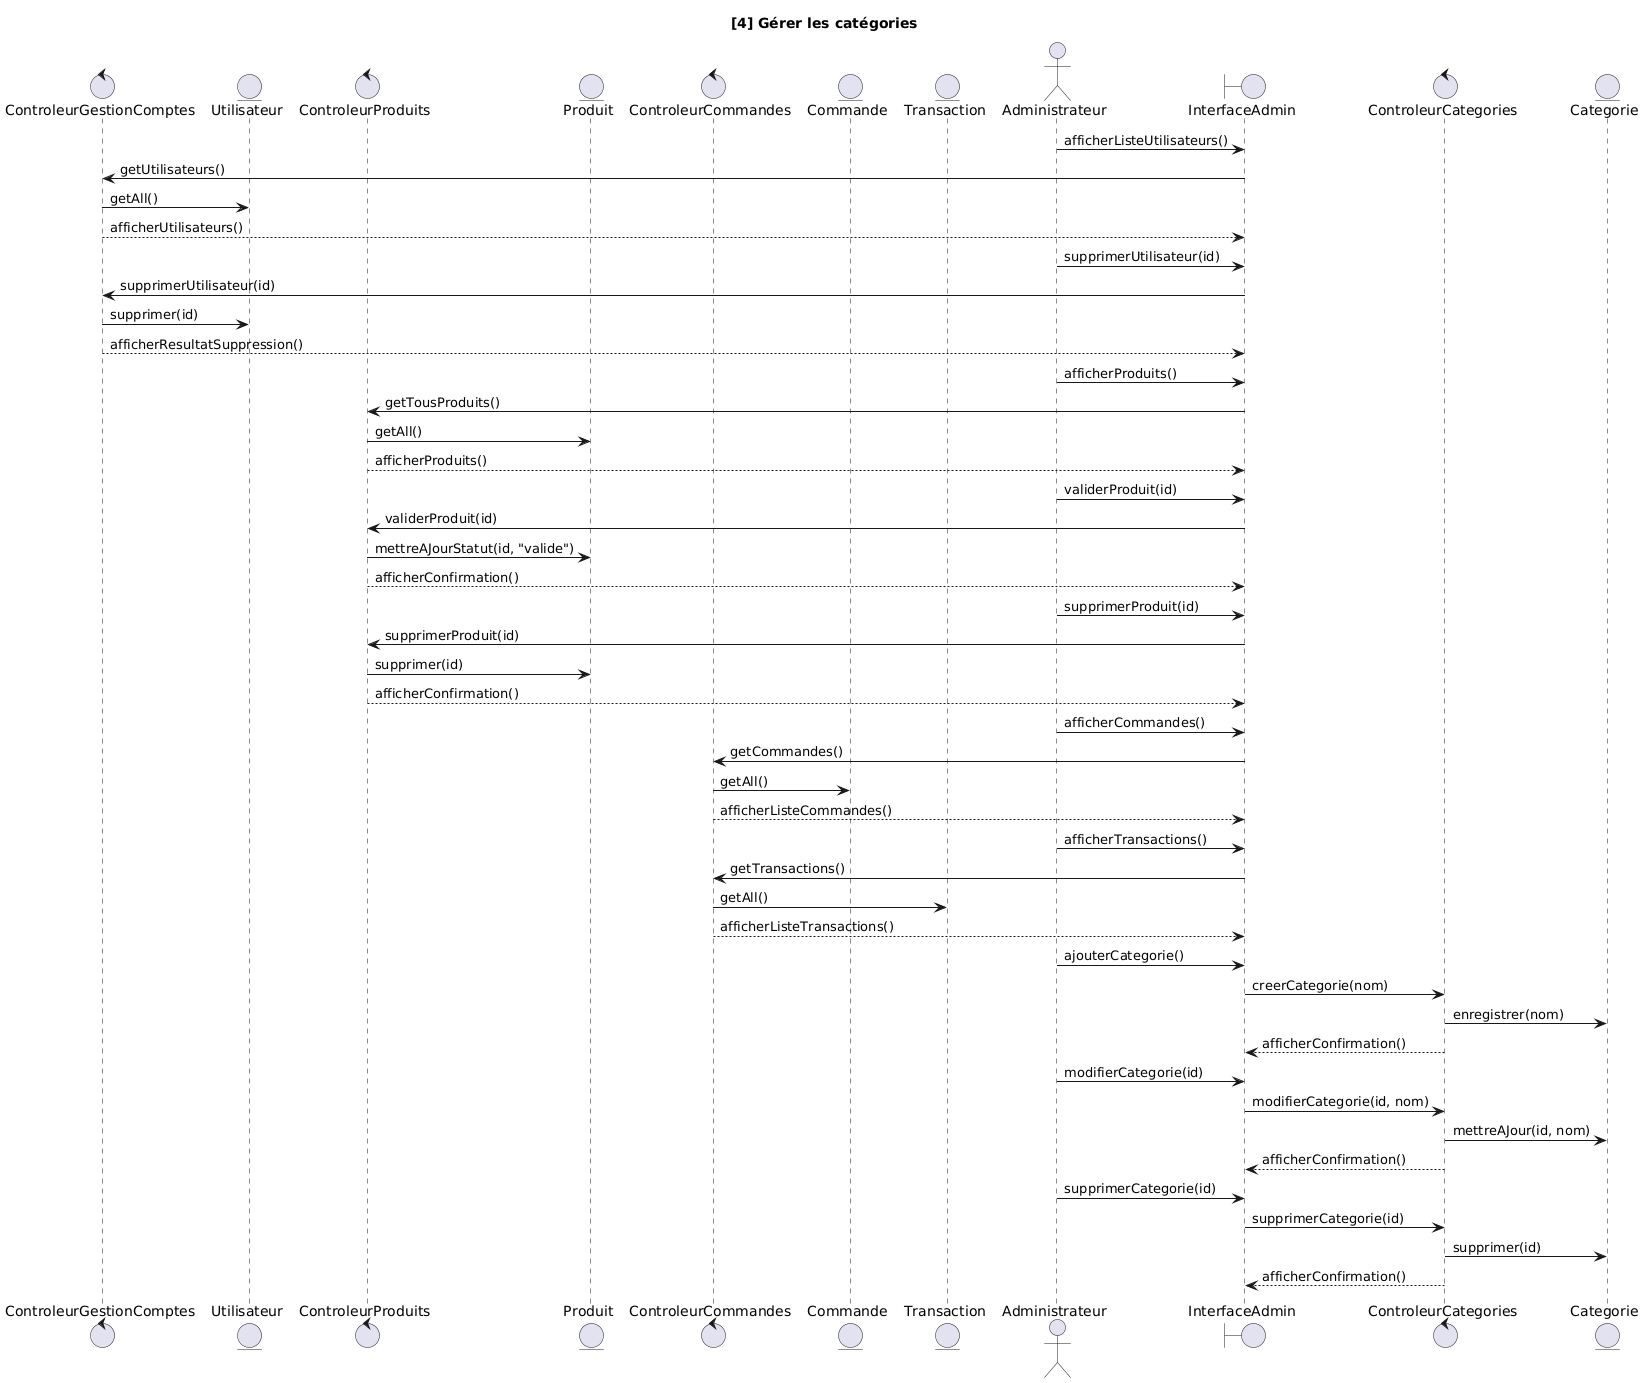 [4] Gérer les catégories
ControleurGestionComptes Utilisateur ControleurProduits Produit ControleurCommandes Commande Transaction Administrateur InterfaceAdmin ControleurCategories Categorie
afficherListeUtilisateurs()
getUtilisateurs()
getAll()
afficherUtilisateurs()
supprimerUtilisateur(id)
supprimerUtilisateur(id)
supprimer(id)
afficherResultatSuppression()
afficherProduits()
getTousProduits()
getAll()
afficherProduits()
validerProduit(id)
validerProduit(id)
mettreAJourStatut(id, "valide")
afficherConfirmation()
supprimerProduit(id)
supprimerProduit(id)
supprimer(id)
afficherConfirmation()
afficherCommandes()
getCommandes()
getAll()
afficherListeCommandes()
afficherTransactions()
getTransactions()
getAll()
afficherListeTransactions()
ajouterCategorie()
creerCategorie(nom)
enregistrer(nom)
afficherConfirmation()
modifierCategorie(id)
modifierCategorie(id, nom)
mettreAJour(id, nom)
afficherConfirmation()
supprimerCategorie(id)
supprimerCategorie(id)
supprimer(id)
afficherConfirmation()
ControleurGestionComptes Utilisateur ControleurProduits Produit ControleurCommandes Commande Transaction Administrateur InterfaceAdmin ControleurCategories Categorie